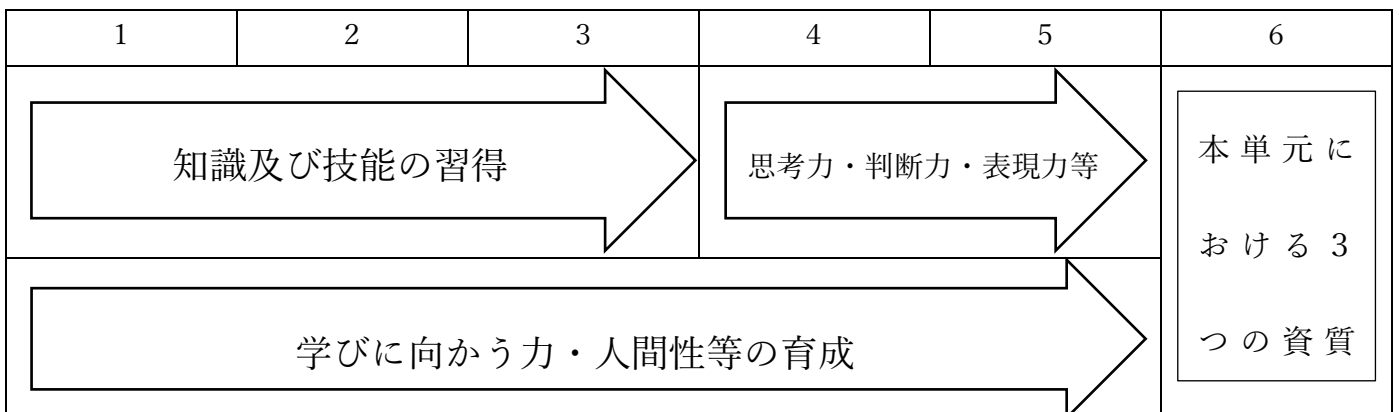 1 2 3 4 5 6
知識及び技能の習得
思考力・判断力・表現力等
学びに向かう力・人間性等の育成
本単元に
おける3
つの資質